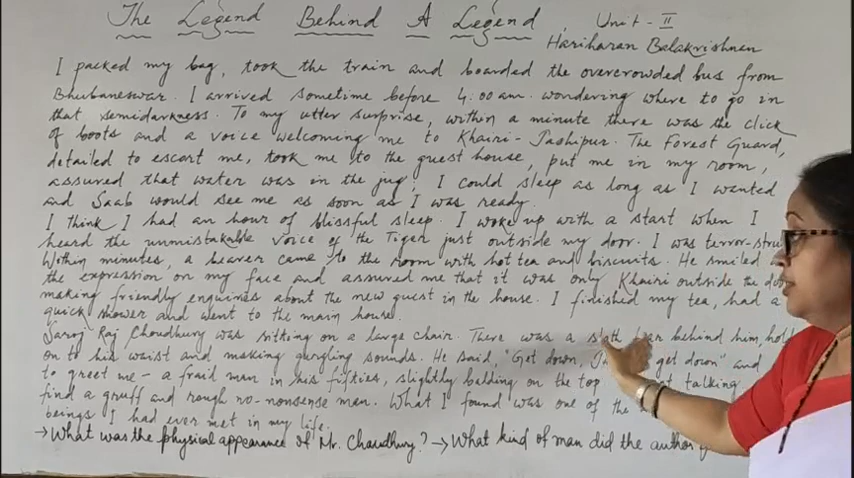 The Legend Behind A Legend, Unit - II
Hariharan Balakrishnan
I packed my bag, took the train and boarded the overcrowded bus from
Bhubaneswar. I arrived sometime before 4:00 am. wondering where to go in
that semidarkness. To my utter surprise, within a minute there was the click
of boots and a voice welcoming me to Khairi - Jashipur. The Forest Guard,
detailed to escort me, took me to the guest house, put me in my room,
assured that water was in the jug; I could sleep as long as I wanted
and Saab would see me as soon as I was ready.
I think I had an hour of blissful sleep. I woke up with a start when I
heard the unmistakable voice of the Tiger just outside my door. I was terror-stru
Within minutes, a bearer came to the room with hot tea and biscuits. He smiled
the expression on my face and assured me that it was only Khairi outside the do
making friendly enquiries about the new guest in the house. I finished my tea, had a
quick shower and went to the main house.
Saroj Raj Choudhury was sitting on a large chair. There was a sloth bear behind him, hold
on to his waist and making gurgling sounds. He said, "Get down, get down" and
to greet me - a fraid man in his fifties, slightly balding on the top talking.
find a gruff and rough no-nonsense man. What I found was one of the
beings I had ever met in my life.
→ What was the physical appearance of Mr. Chaudhury? → What kind of man did the author